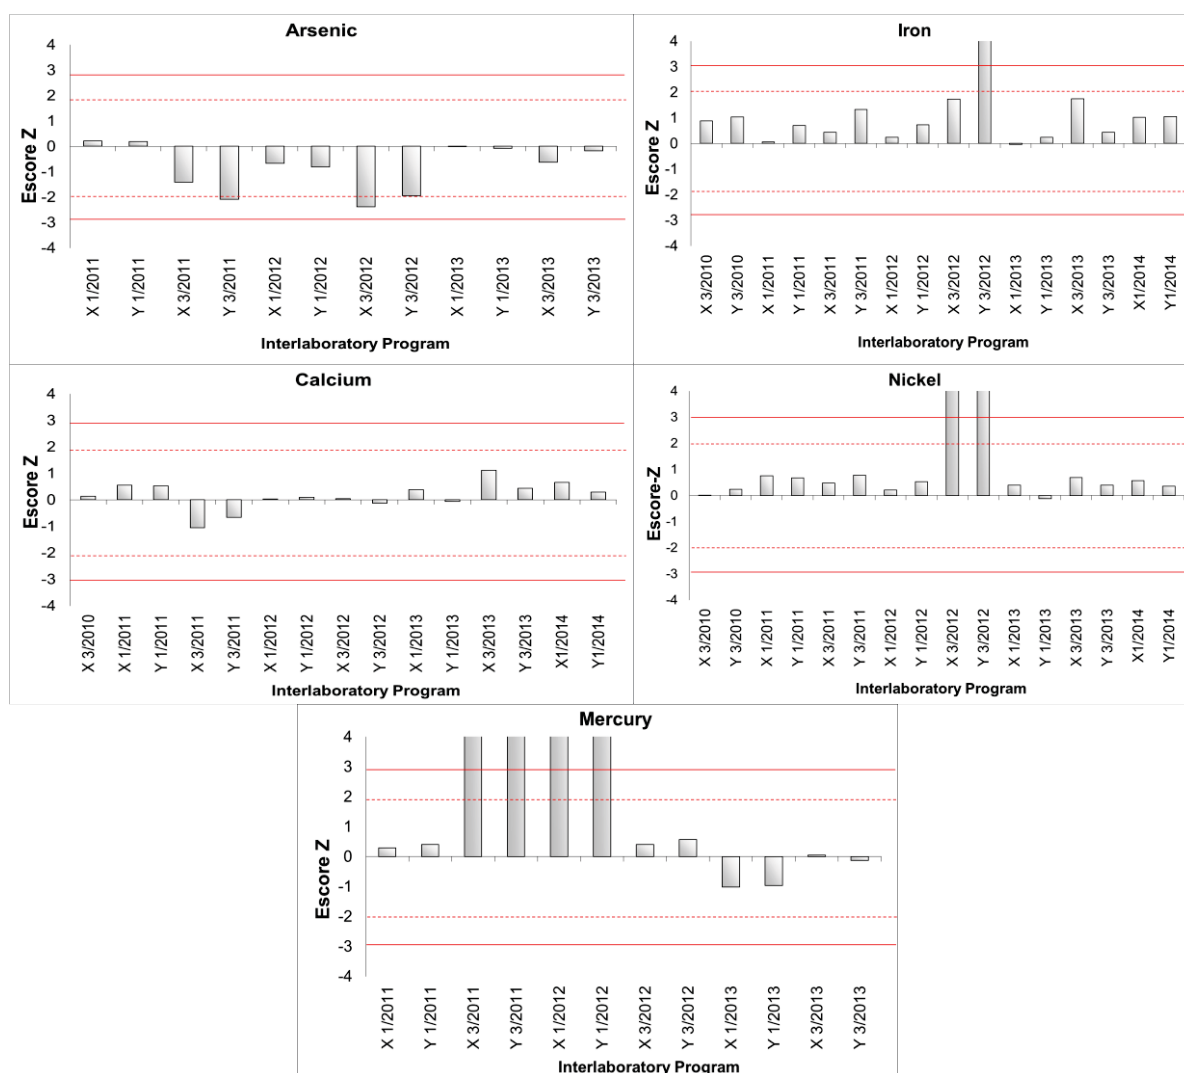 Arsenic
4
3
2
1
0
-1
-2
-3
-4
Escore Z
X 1/2011
Y 1/2011
X 3/2011
Y 3/2011
X 1/2012
Y 1/2012
X 3/2012
Y 3/2012
X 1/2013
Y 1/2013
X 3/2013
Y 3/2013
Interlaboratory Program
Iron
4
3
2
1
0
-1
-2
-3
-4
Escore Z
X 3/2010
Y 3/2010
X 1/2011
Y 1/2011
X 3/2011
Y 3/2011
X 1/2012
Y 1/2012
X 3/2012
Y 3/2012
X 1/2013
Y 1/2013
X 3/2013
Y 3/2013
X1/2014
Y1/2014
Interlaboratory Program
Calcium
4
3
2
1
0
-1
-2
-3
-4
Escore Z
X 3/2010
X 1/2011
Y 1/2011
X 3/2011
Y 3/2011
X 1/2012
Y 1/2012
X 3/2012
Y 3/2012
X 1/2013
Y 1/2013
X 3/2013
Y 3/2013
X1/2014
Y1/2014
Interlaboratory Program
Nickel
4
3
2
1
0
-1
-2
-3
-4
Escore-Z
X 3/2010
Y 3/2010
X 1/2011
Y 1/2011
X 3/2011
Y 3/2011
X 1/2012
Y 1/2012
X 3/2012
Y 3/2012
X 1/2013
Y 1/2013
X 3/2013
Y 3/2013
X1/2014
Y1/2014
Interlaboratory Program
Mercury
4
3
2
1
0
-1
-2
-3
-4
Escore Z
X 1/2011
Y 1/2011
X 3/2011
Y 3/2011
X 1/2012
Y 1/2012
X 3/2012
Y 3/2012
X 1/2013
Y 1/2013
X 3/2013
Y 3/2013
Interlaboratory Program